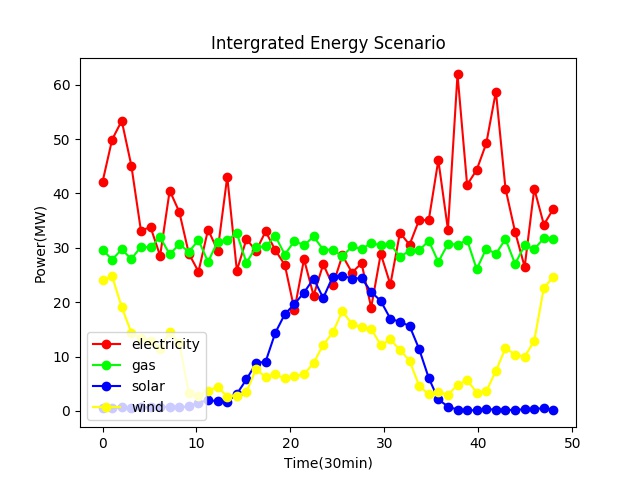 Intergrated Energy Scenario
Power(MW)
60
50
40
30
20
10
0
electricity
gas
solar
wind
0 10 20 30 40 50
Time(30min)